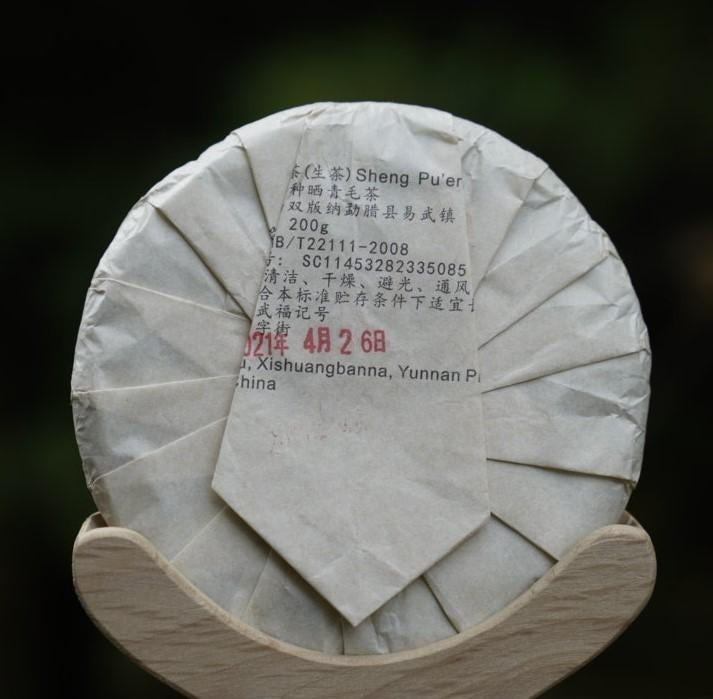 茶(生茶)Sheng Pu'er
种晒青毛茶
双版纳勐腊县易武镇
200g
B/T22111-2008
: SC11453282335085
清洁、干燥、避光、通风
合本标准贮存条件下适宜
武福记号
字街
021年 4月26日
, Xishuangbanna, Yunnan P
hina